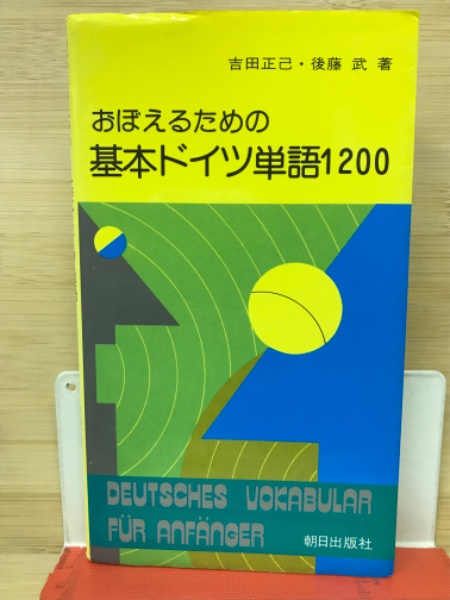 吉田正己・後藤 武 著
おぼえるための
基本ドイツ単語1200
DEUTSCHES VOKABULAR
FÜR ANFÄNGER
朝日出版社